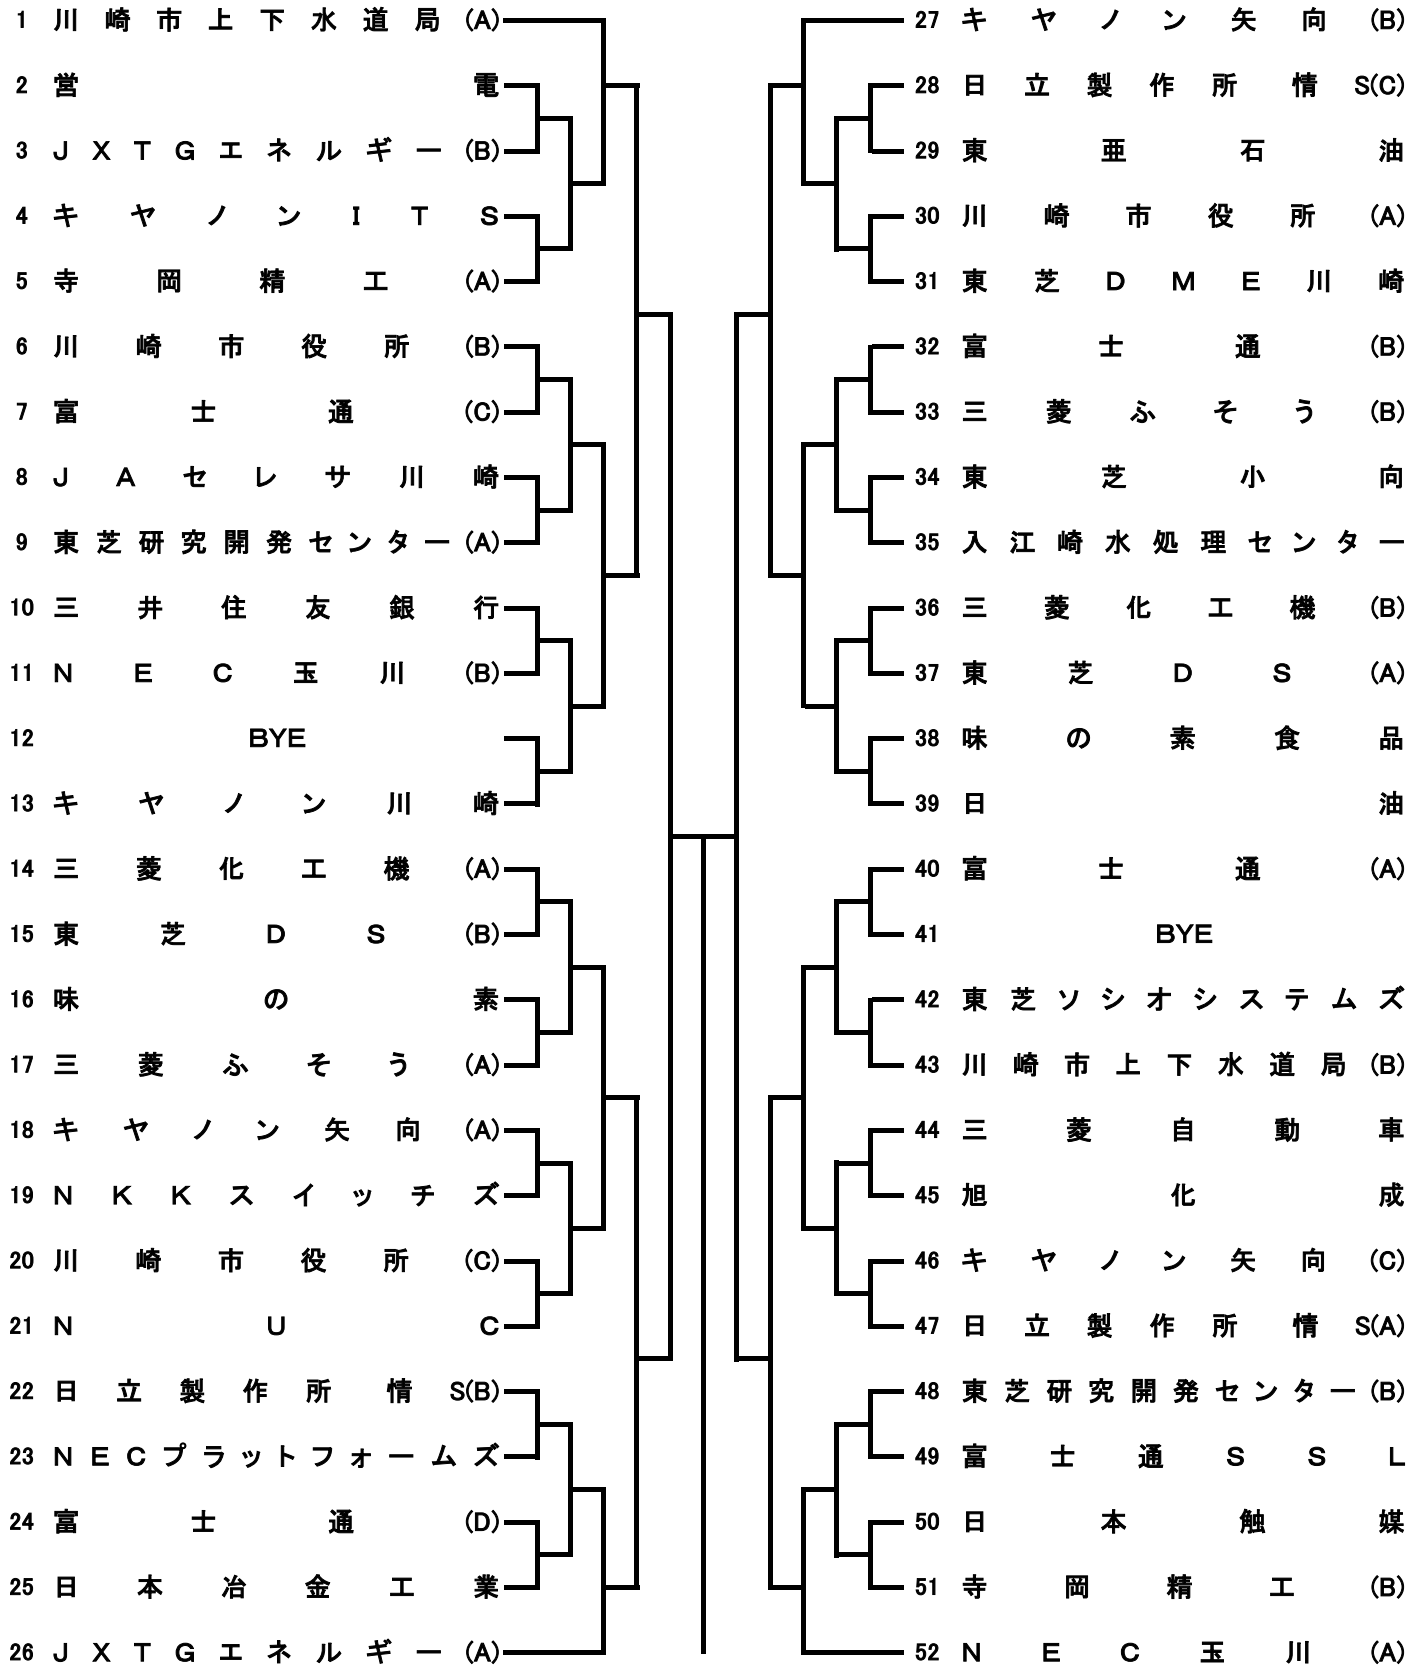 1 川崎市上下水道局(A)
2 営電
3 JXTGエネルギー(B)
4 キヤノンITS
5 寺岡精工(A)
6 川崎市役所(B)
7 富士通(C)
8 JAセレサ川崎
9 東芝研究開発センター(A)
10 三井住友銀行
11 NEC玉川(B)
12 BYE
13 キヤノン川崎
14 三菱化工機(A)
15 東芝DS(B)
16 味の素
17 三菱ふそう(A)
18 キヤノン矢向(A)
19 NKKスイッチズ
20 川崎市役所(C)
21 NUC
22 日立製作所情S(B)
23 NECプラットフォームズ
24 富士通(D)
25 日本冶金工業
26 JXTGエネルギー(A)
27 キヤノン矢向(B)
28 日立製作所情S(C)
29 東亜石油
30 川崎市役所(A)
31 東芝DME川崎
32 富士通(B)
33 三菱ふそう(B)
34 東芝小向
35 入江崎水処理センター
36 三菱化工機(B)
37 東芝DS(A)
38 味の素食品
39 日油
40 富士通(A)
41 BYE
42 東芝ソシオシステムズ
43 川崎市上下水道局(B)
44 三菱自動車
45 旭化成
46 キヤノン矢向(C)
47 日立製作所情S(A)
48 東芝研究開発センター(B)
49 富士通SSL
50 日本触媒
51 寺岡精工(B)
52 NEC玉川(A)